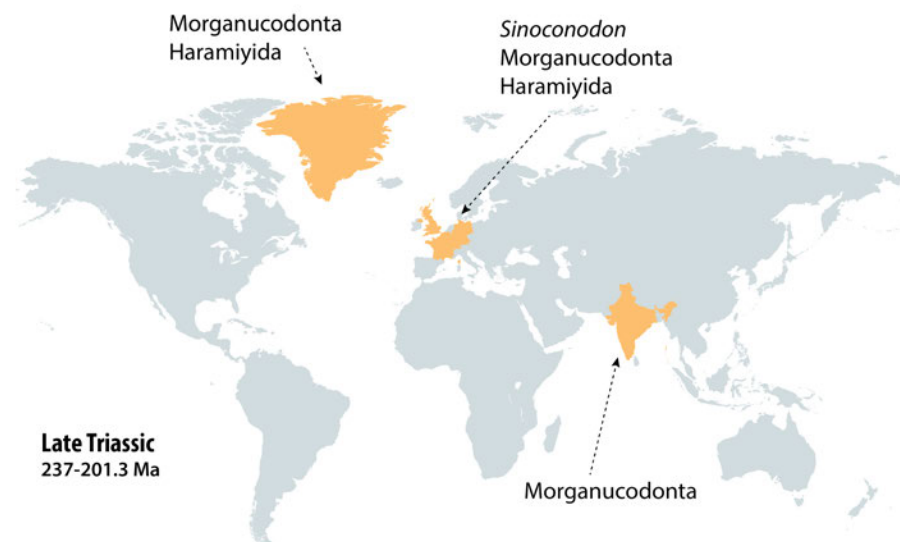 Morganucodonta
Haramiyida
Sinoconodon
Morganucodonta
Haramiyida
Late Triassic
237-201.3 Ma
Morganucodonta